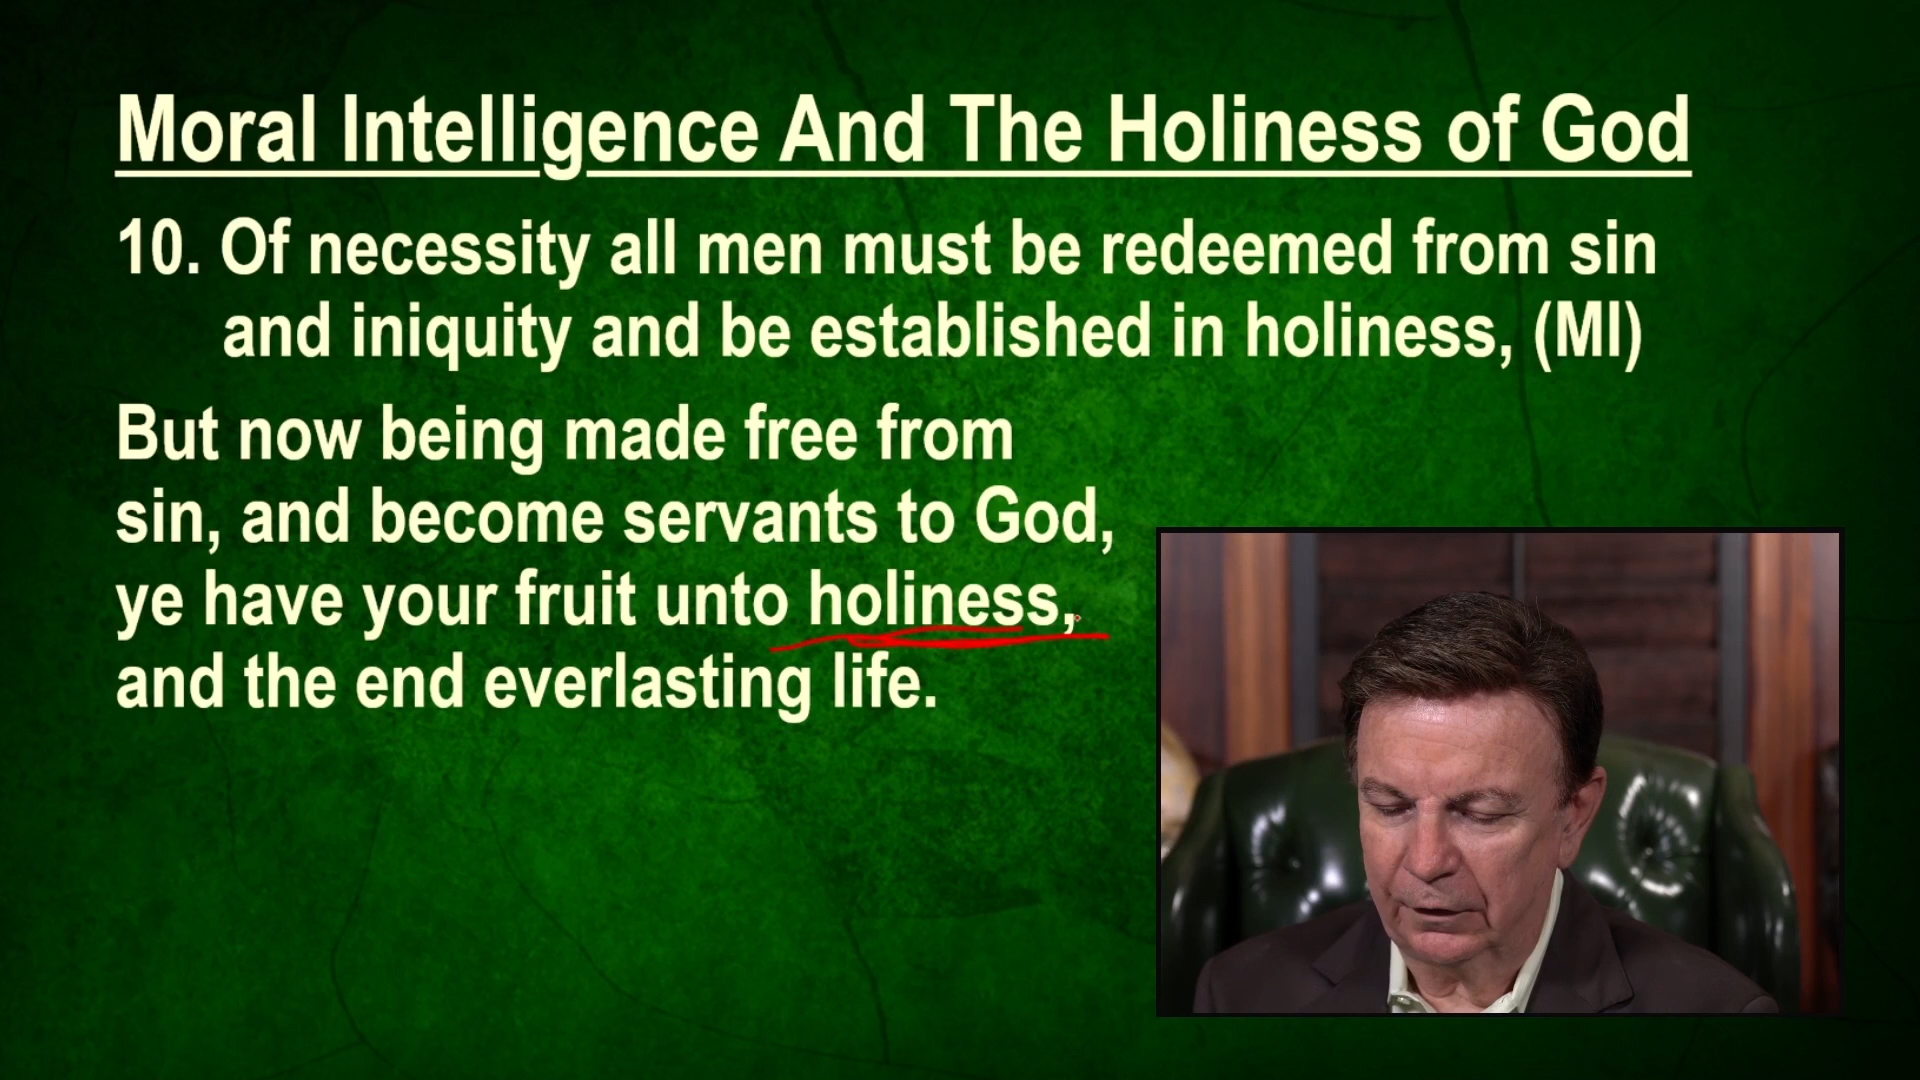 Moral Intelligence And The Holiness of God
10. Of necessity all men must be redeemed from sin
and iniquity and be established in holiness, (MI)
But now being made free from
sin, and become servants to God,
ye have your fruit unto holiness,
and the end everlasting life.